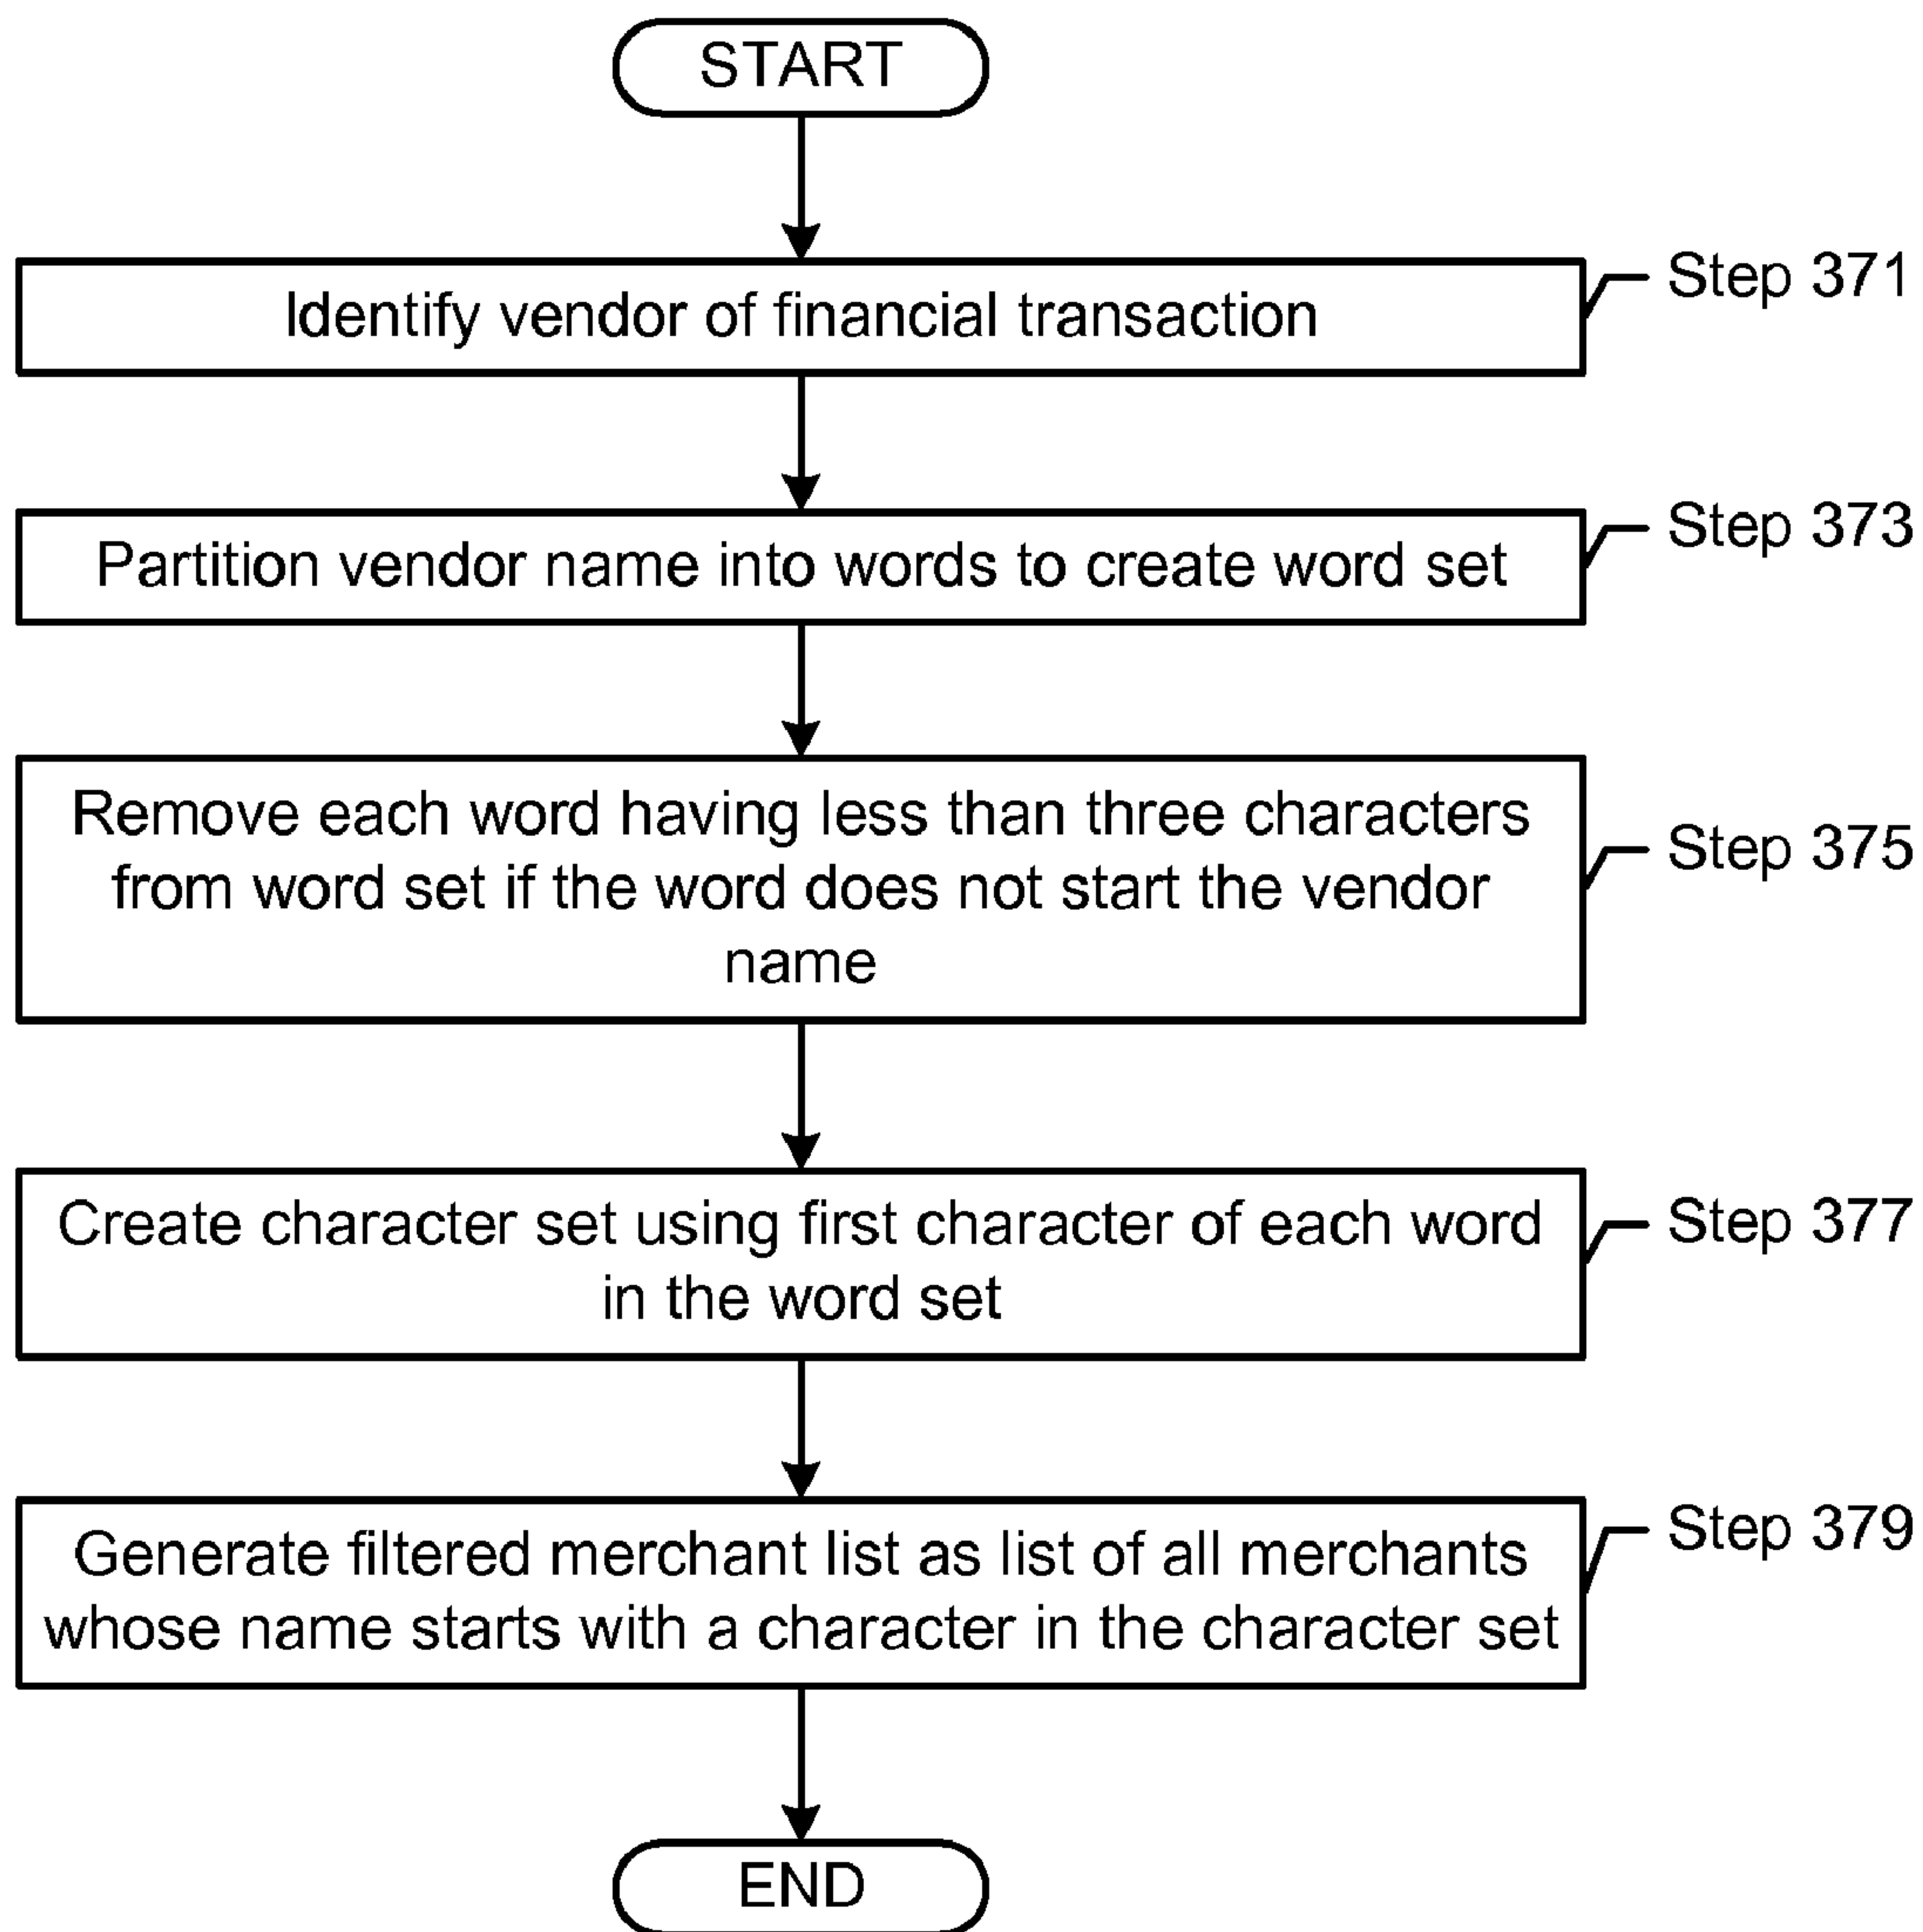 START
Identify vendor of financial transaction
Step 371
Partition vendor name into words to create word set
Step 373
Remove each word having less than three characters
from word set if the word does not start the vendor
name
Step 375
Create character set using first character of each word
in the word set
Step 377
Generate filtered merchant list as list of all merchants
whose name starts with a character in the character set
Step 379
END